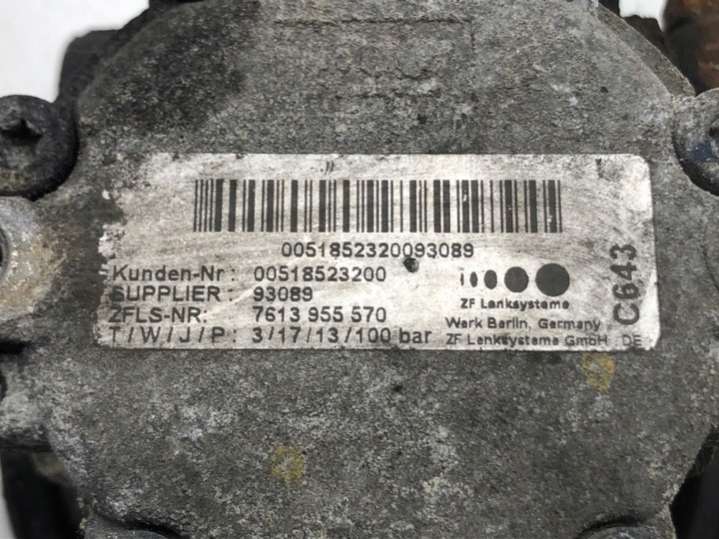 0051852320093089
Kunden-Nr : 00518523200
SUPPLIER : 93089
ZFLS-NR: 7613 955 570
T/W/J/P: 3/17/13/100 bar
ZF Lenksysteme
Werk Berlin, Germany
ZF Lenksysteme GmbH DE
C643